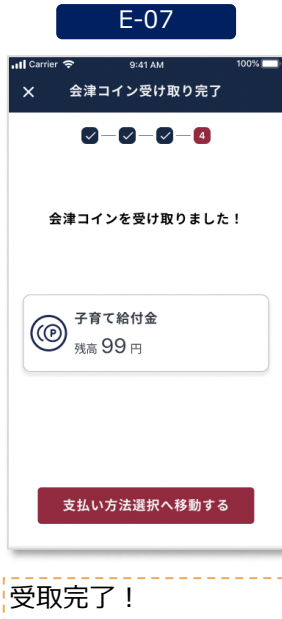 E-07
Carrier 9:41 AM 100%
× 会津コイン受け取り完了
4
会津コインを受け取りました！
子育て給付金
P 残高 99 円
支払い方法選択へ移動する
受取完了！